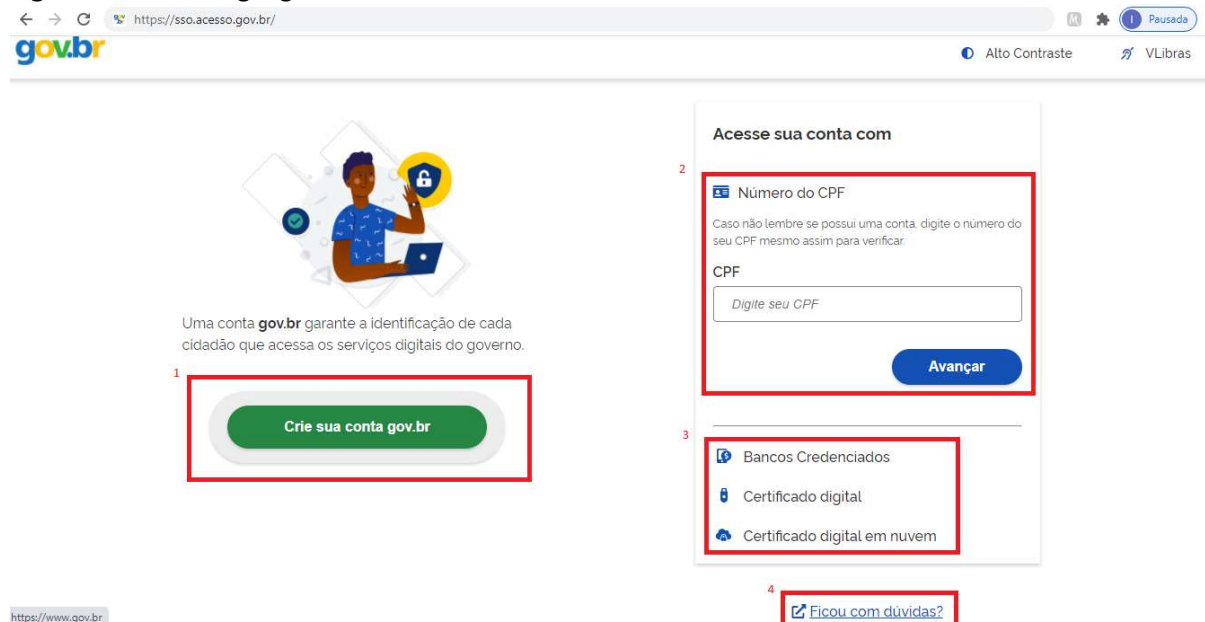 https://sso.acesso.gov.br/
Pausada
gov.br
Alto Contraste
VLibras
Acesse sua conta com
2
Número do CPF
Caso não lembre se possui uma conta, digite o número do
seu CPF mesmo assim para verificar.
CPF
Digite seu CPF
Avançar
Uma conta gov.br garante a identificação de cada
cidadão que acessa os serviços digitais do governo.
1
Crie sua conta gov.br
3
Bancos Credenciados
Certificado digital
Certificado digital em nuvem
4
Ficou com dúvidas?
https://www.gov.br